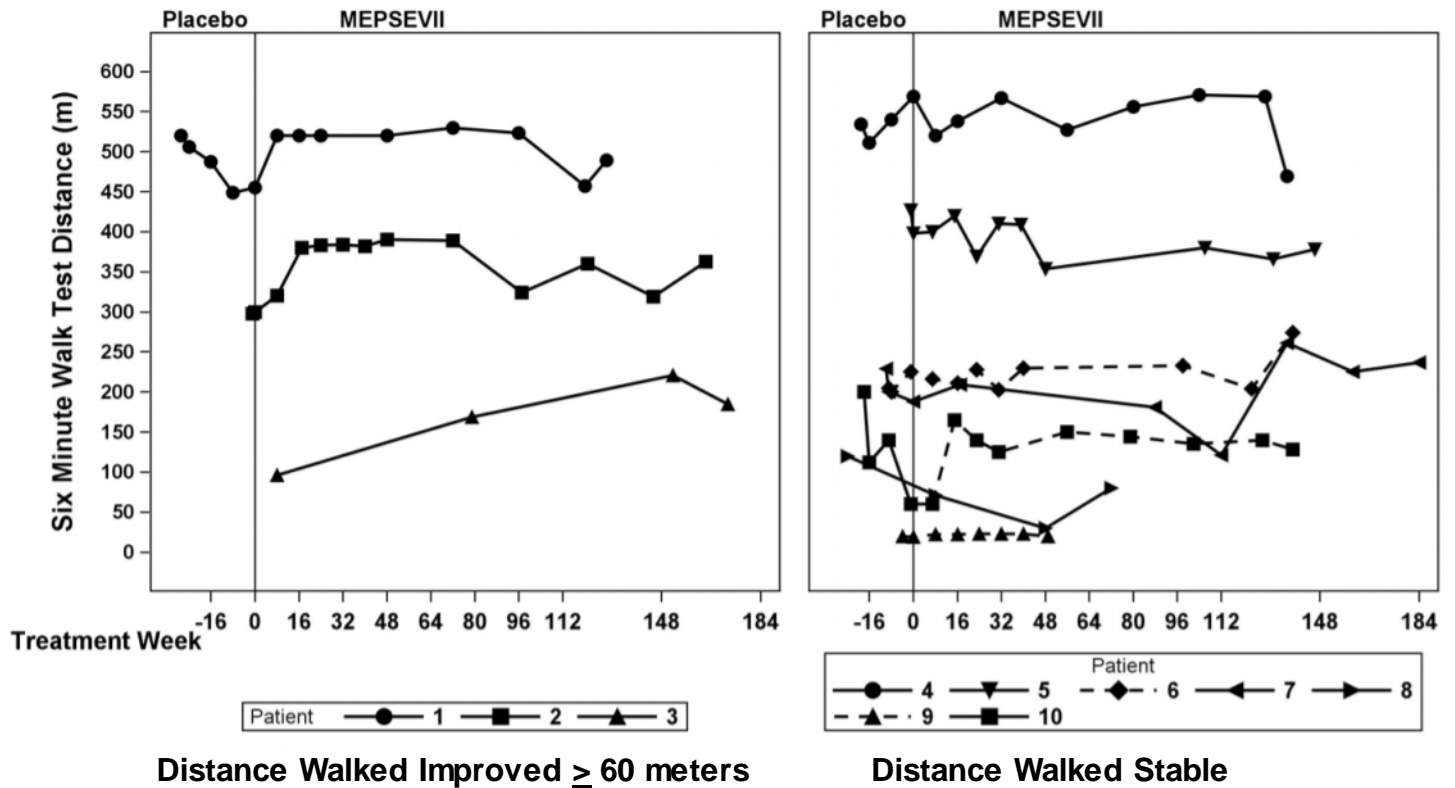 Placebo MEPSEVII
Placebo MEPSEVII
Six Minute Walk Test Distance (m)
600
550
500
450
400
350
300
250
200
150
100
50
0
-16 0 16 32 48 64 80 96 112 148 184
-16 0 16 32 48 64 80 96 112 148 184
Treatment Week
Patient 1 2 3
Patient
4 5 6 7 8
9 10
Distance Walked Improved ≥ 60 meters
Distance Walked Stable